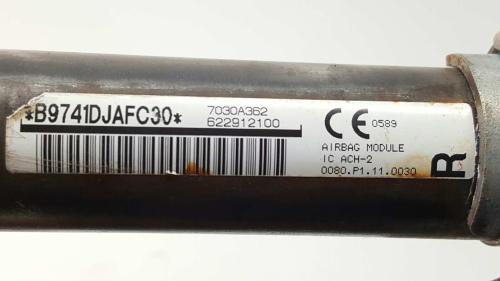 *B9741DJAFC30*
7030A362
622912100
CE 0589
AIRBAG MODULE
IC ACH-2
0080.P1.11.0030
R